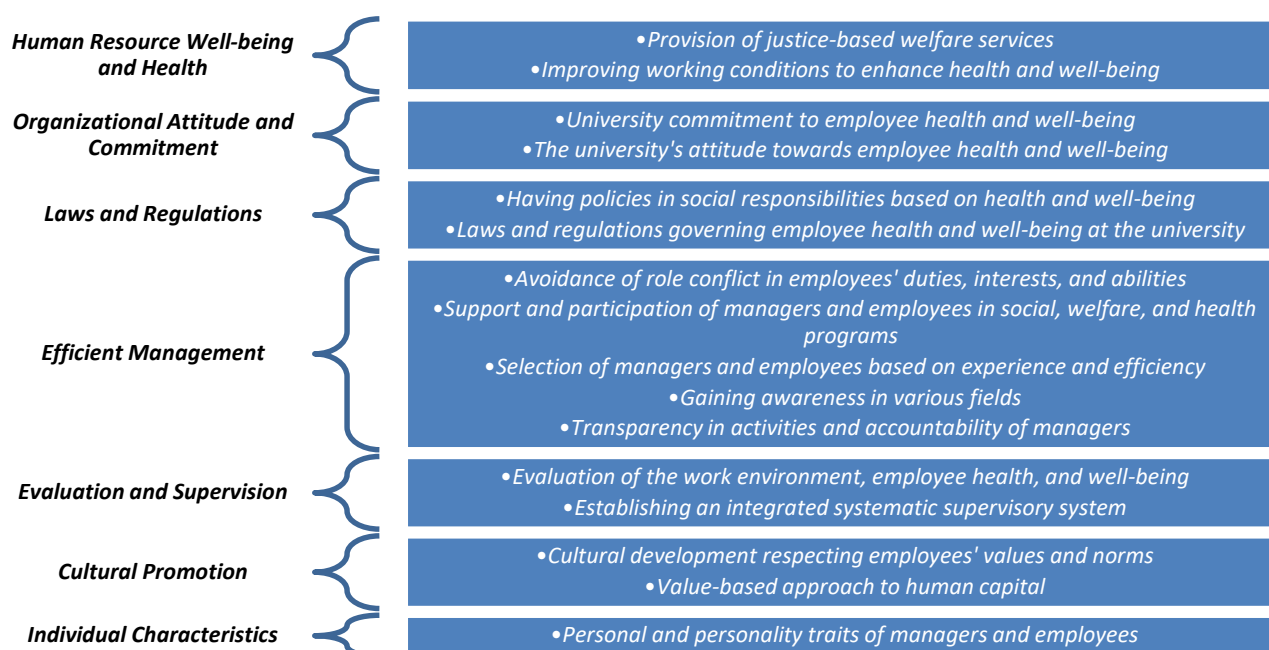 Human Resource Well-being
and Health
•Provision of justice-based welfare services
•Improving working conditions to enhance health and well-being
Organizational Attitude and
Commitment
•University commitment to employee health and well-being
•The university's attitude towards employee health and well-being
Laws and Regulations
•Having policies in social responsibilities based on health and well-being
•Laws and regulations governing employee health and well-being at the university
Efficient Management
•Avoidance of role conflict in employees' duties, interests, and abilities
•Support and participation of managers and employees in social, welfare, and health
programs
•Selection of managers and employees based on experience and efficiency
•Gaining awareness in various fields
•Transparency in activities and accountability of managers
Evaluation and Supervision
•Evaluation of the work environment, employee health, and well-being
•Establishing an integrated systematic supervisory system
Cultural Promotion
•Cultural development respecting employees' values and norms
•Value-based approach to human capital
Individual Characteristics
•Personal and personality traits of managers and employees